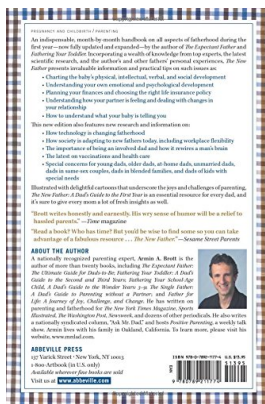 PREGNANCY AND CHILDBIRTH / PARENTING
An indispensable, month-by-month handbook on all aspects of fatherhood during the
first year—now fully updated and expanded—by the author of The Expectant Father and
Fathering Your Toddler. Incorporating a wealth of knowledge from top experts, the latest
scientific research, and the author's and other fathers' personal experiences, The New
Father presents invaluable information and practical tips on such issues as:
• Charting the baby's physical, intellectual, verbal, and social development
• Understanding your own emotional and psychological development
• Planning your finances and choosing the right life insurance policy
• Understanding how your partner is feeling and dealing with changes in
your relationship
• How to understand what your baby is telling you
This new edition also features new research and information on:
• How technology is changing fatherhood
• How society is adapting to new fathers today, including workplace flexibility
• The importance of being an involved dad and how it rewires a man's brain
• The latest on vaccinations and health care
• Special concerns for young dads, older dads, at-home dads, unmarried dads,
dads in same-sex couples, dads in blended families, and dads of kids with
special needs
Illustrated with delightful cartoons that underscore the joys and challenges of parenting,
The New Father: A Dad's Guide to the First Year is an essential resource for every dad, and
it's sure to give every mom a lot of fresh insights as well.
"Brott writes honestly and earnestly. His wry sense of humor will be a relief to
hassled parents." —Time magazine
"Read a book? Who has time? But you'd be wise to find some so you can take
advantage of a fabulous resource ... The New Father." —Sesame Street Parents
ABOUT THE AUTHOR
A nationally recognized parenting expert, Armin A. Brott is the
author of more than twenty books, including The Expectant Father:
The Ultimate Guide for Dads-to-Be; Fathering Your Toddler: A Dad's
Guide to the Second and Third Years; Fathering Your School-Age
Child: A Dad's Guide to the Wonder Years 3–9; The Single Father:
A Dad's Guide to Parenting without a Partner; and Father for
Life: A Journey of Joy, Challenge, and Change. He has written on
parenting and fatherhood for The New York Times Magazine, Sports
Illustrated, The Washington Post, Newsweek, and dozens of other periodicals. He also writes
a nationally syndicated column, "Ask Mr. Dad," and hosts Positive Parenting, a weekly talk
show. Armin lives with his family in Oakland, California. To learn more, please visit his
website, www.mrdad.com.
ABBEVILLE PRESS
137 Varick Street · New York, NY 10013
1-800-Artbook (in U.S. only)
Available wherever fine books are sold
Visit us at www.abbeville.com